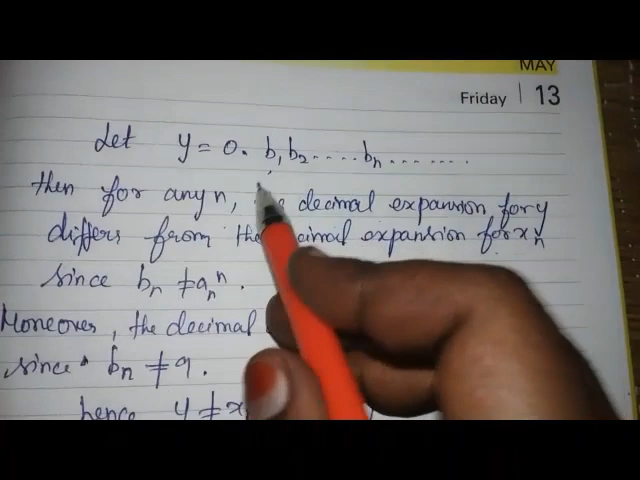 MAY
Friday 13
Let y = 0. b₁ b₂ .... bₙ .......
then for any n, decimal expansion for y
differs from the decimal expansion for xₙ
since bₙ ≠ aₙⁿ.
Moreover, the decimal
since bₙ ≠ 9.
hence y ≠ x